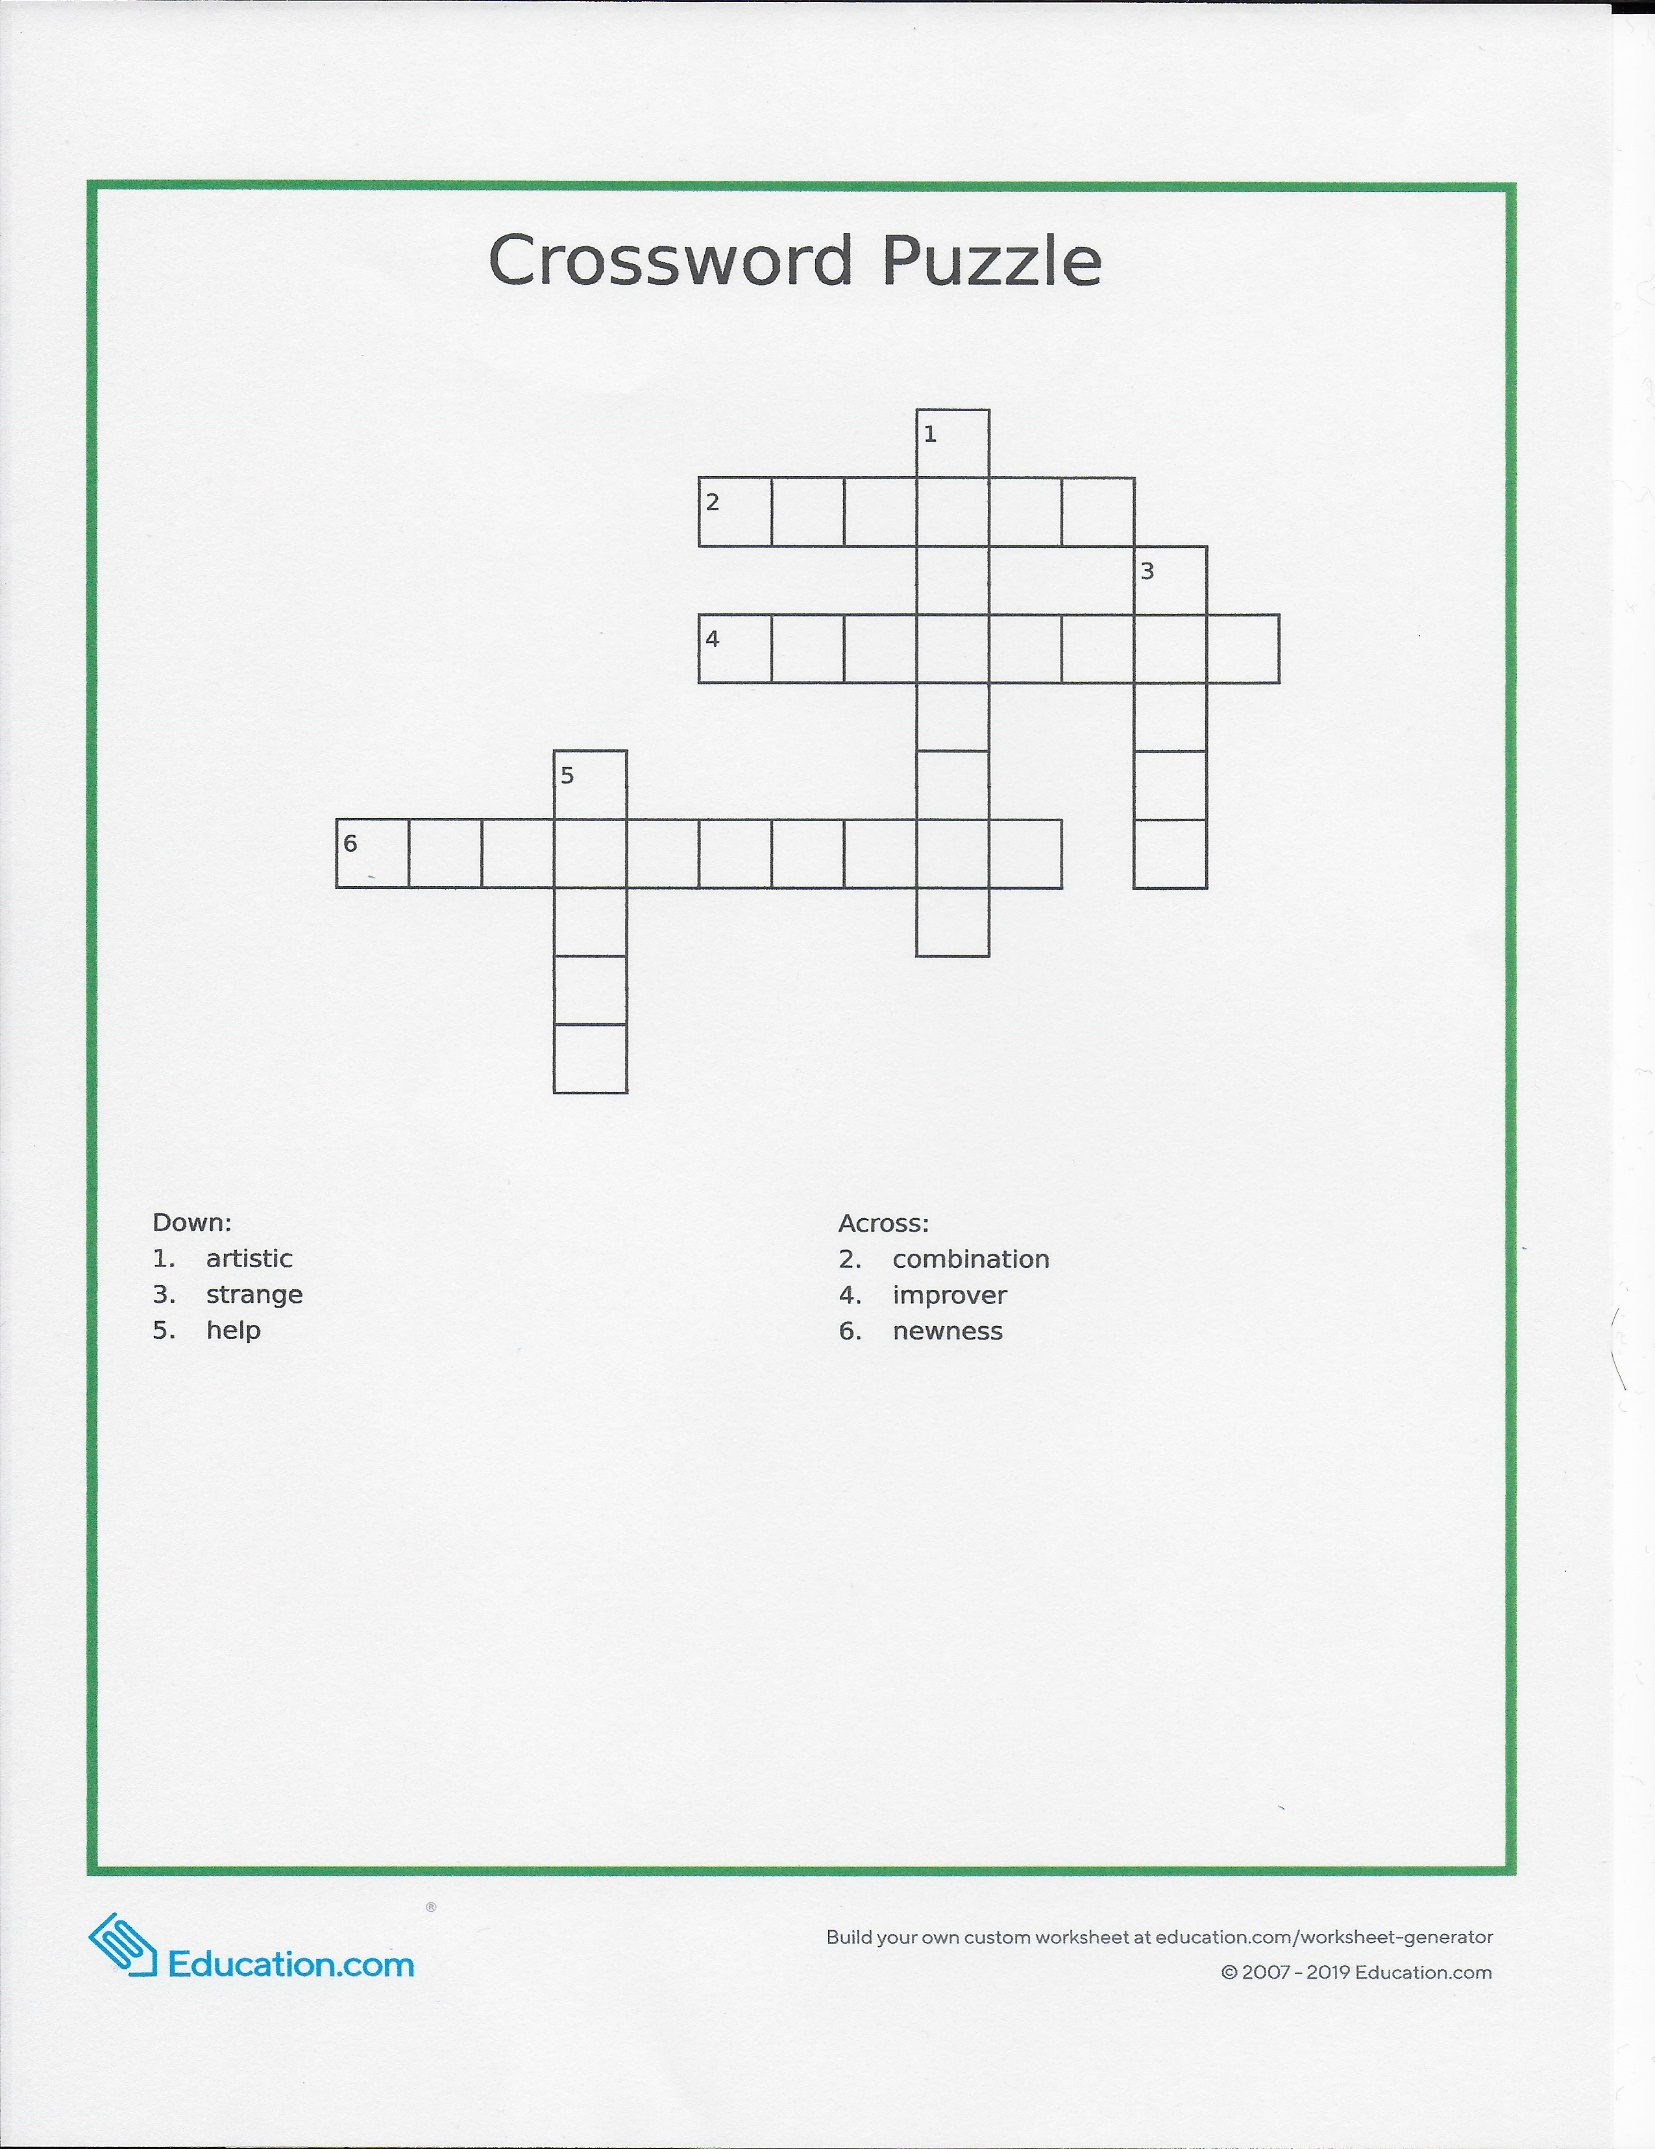 Crossword Puzzle
1
2
3
4
5
6
Down:
1. artistic
3. strange
5. help
Across:
2. combination
4. improver
6. newness
®
Education.com
Build your own custom worksheet at education.com/worksheet-generator
© 2007 - 2019 Education.com